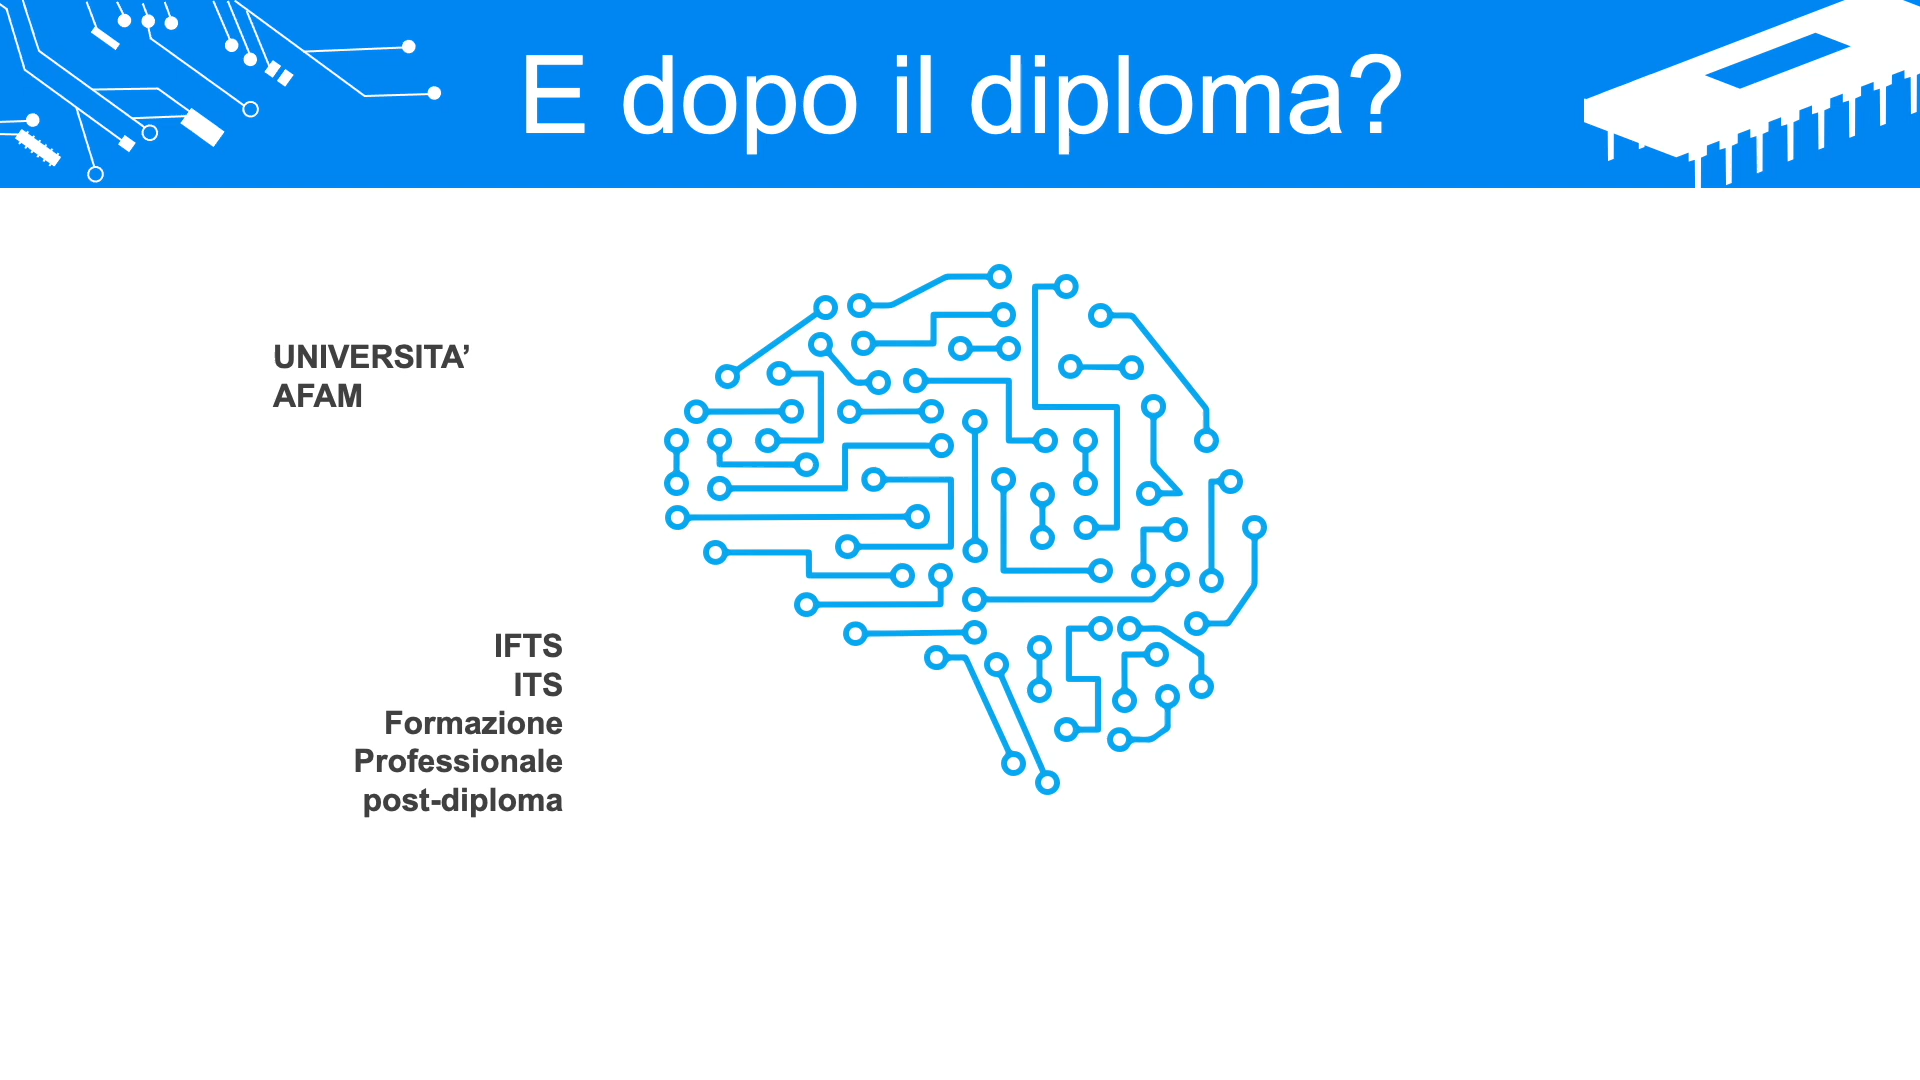 E dopo il diploma?
UNIVERSITA’
AFAM
IFTS
ITS
Formazione
Professionale
post-diploma